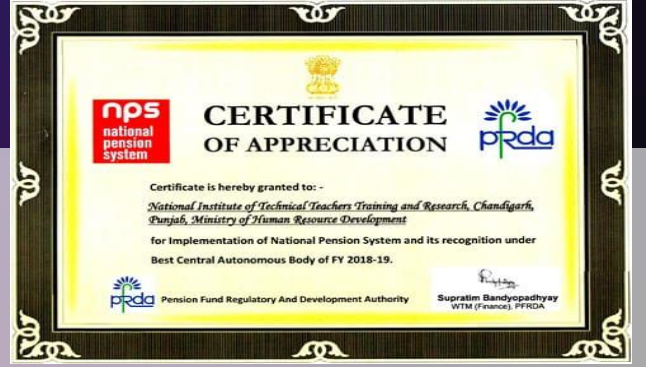 nps
national
pension
system
CERTIFICATE
OF APPRECIATION
pfrda
Certificate is hereby granted to: -
National Institute of Technical Teachers Training and Research, Chandigarh,
Punjab, Ministry of Human Resource Development
for Implementation of National Pension System and its recognition under
Best Central Autonomous Body of FY 2018-19.
pfrda Pension Fund Regulatory And Development Authority
Supratim Bandyopadhyay
WTM (Finance), PFRDA